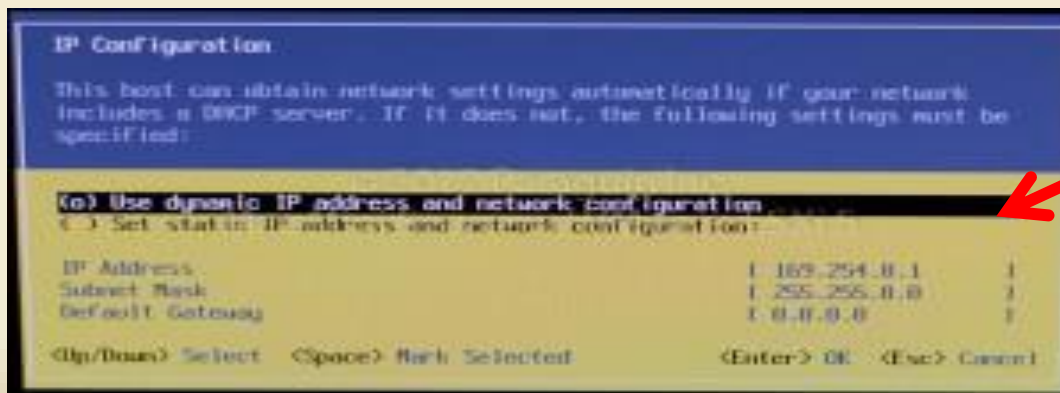 IP Configuration
This host can obtain network settings automatically if your network
includes a DHCP server. If it does not, the following settings must be
specified:
(o) Use dynamic IP address and network configuration
( ) Set static IP address and network configuration:
IP Address [ 169.254.0.1 ]
Subnet Mask [ 255.255.0.0 ]
Default Gateway [ 0.0.0.0 ]
<Up/Down> Select <Space> Mark Selected <Enter> OK <Esc> Cancel